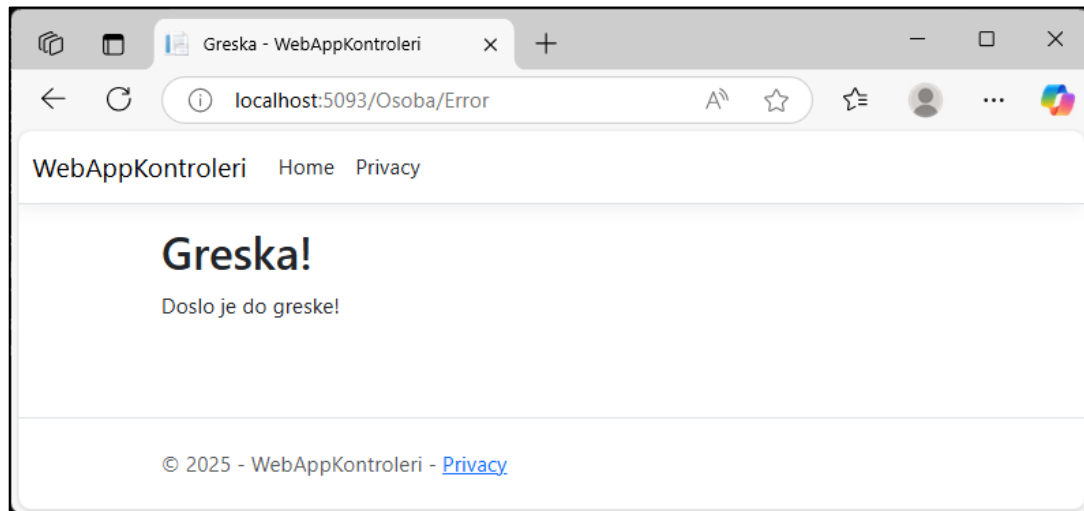 Greska - WebAppKontroleri
localhost:5093/Osoba/Error
WebAppKontroleri Home Privacy
Greska!
Doslo je do greske!
© 2025 - WebAppKontroleri - Privacy